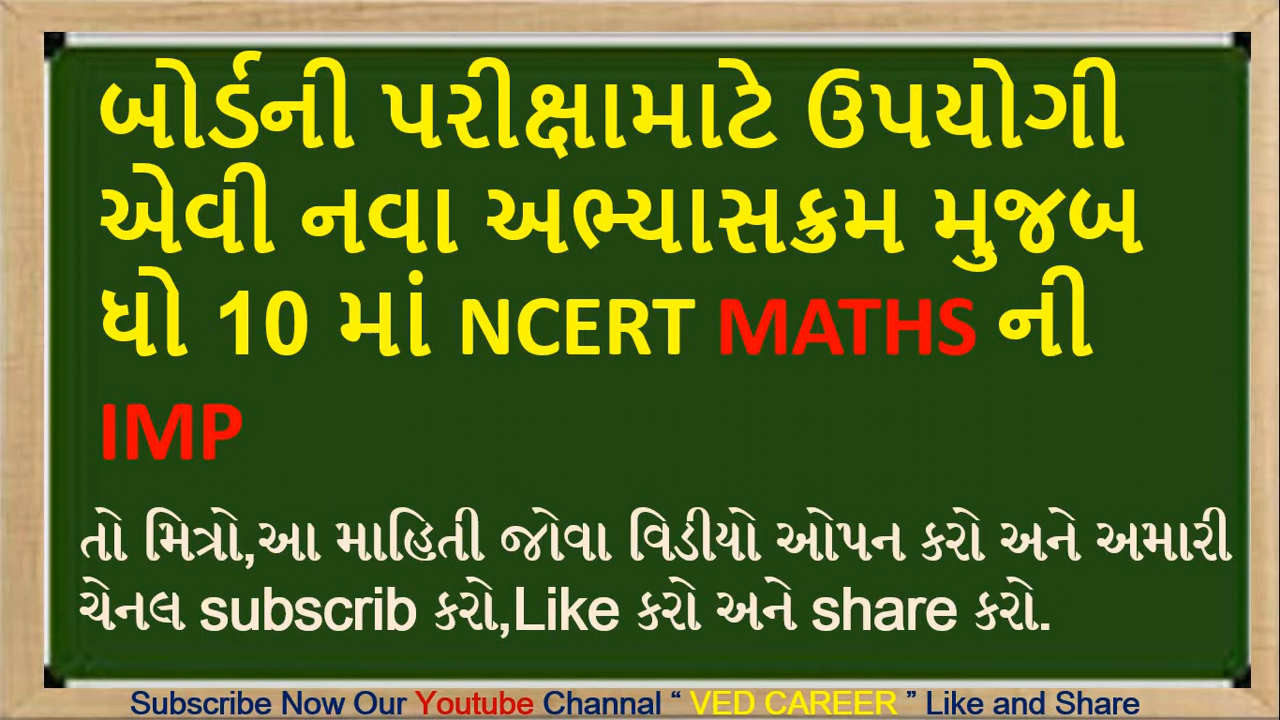 બોર્ડની પરીક્ષામાટે ઉપયોગી
એવી નવા અભ્યાસક્રમ મુજબ
ધો 10 માં NCERT MATHS ની
IMP
તો મિત્રો,આ માહિતી જોવા વિડીયો ઓપન કરો અને અમારી
ચેનલ subscrib કરો,Like કરો અને share કરો.
Subscribe Now Our Youtube Channal “ VED CAREER ” Like and Share